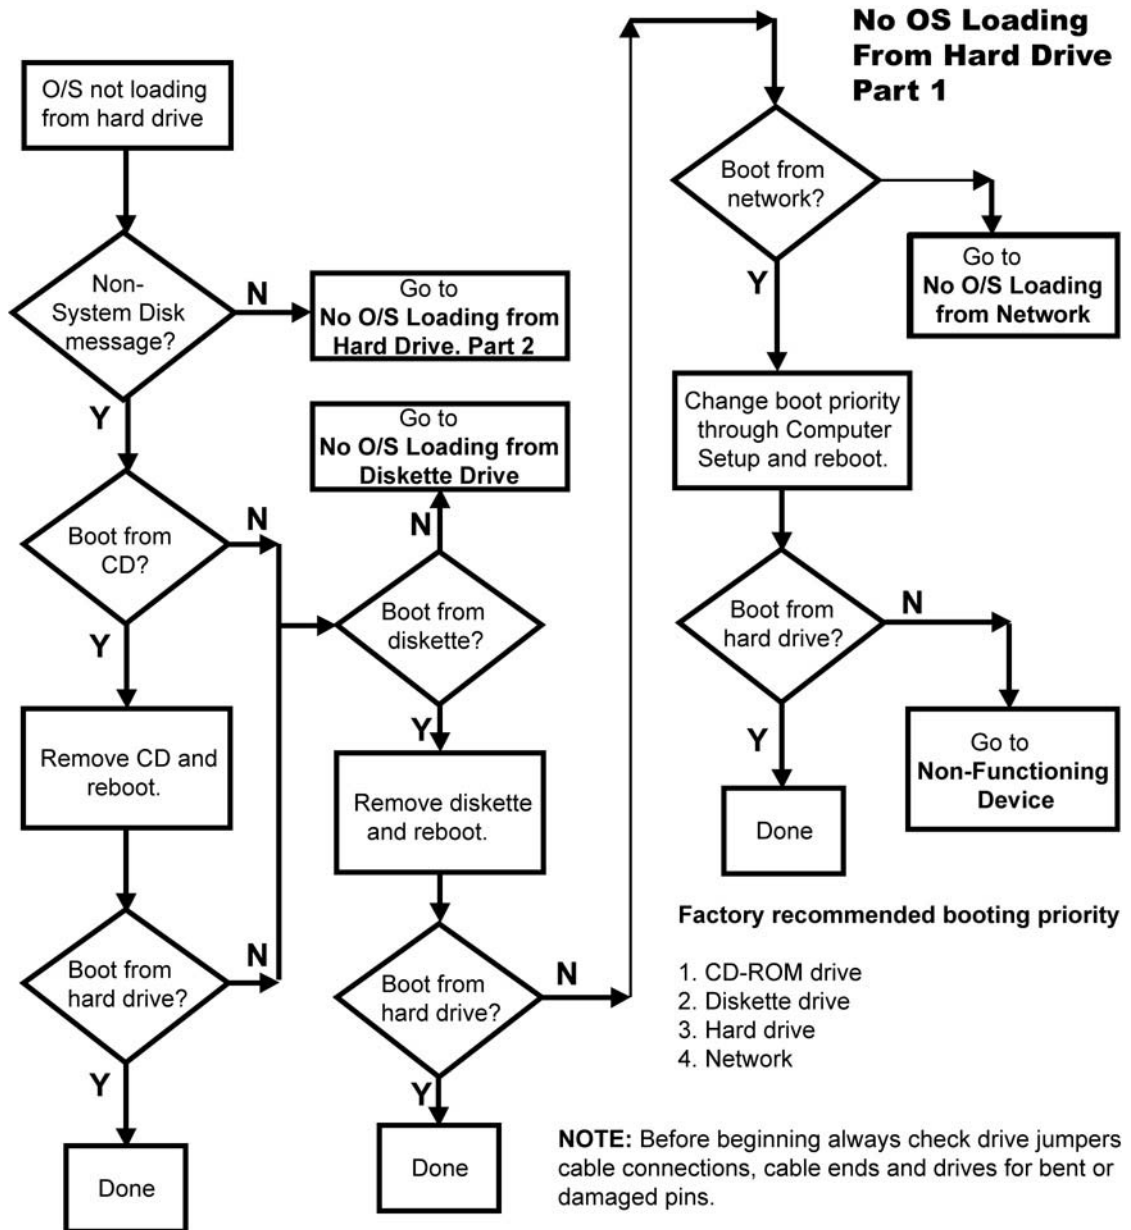 No OS Loading
From Hard Drive
Part 1
O/S not loading
from hard drive
Non-
System Disk
message?
N
Go to
No O/S Loading from
Hard Drive. Part 2
Y
Boot from
CD?
N
Y
Remove CD and
reboot.
Boot from
hard drive?
N
Y
Done
Go to
No O/S Loading from
Diskette Drive
N
Boot from
diskette?
Y
Remove diskette
and reboot.
Boot from
hard drive?
N
Y
Done
Boot from
network?
Go to
No O/S Loading
from Network
Y
Change boot priority
through Computer
Setup and reboot.
Boot from
hard drive?
N
Go to
Non-Functioning
Device
Y
Done
Factory recommended booting priority
1. CD-ROM drive
2. Diskette drive
3. Hard drive
4. Network
NOTE: Before beginning always check drive jumpers
cable connections, cable ends and drives for bent or
damaged pins.